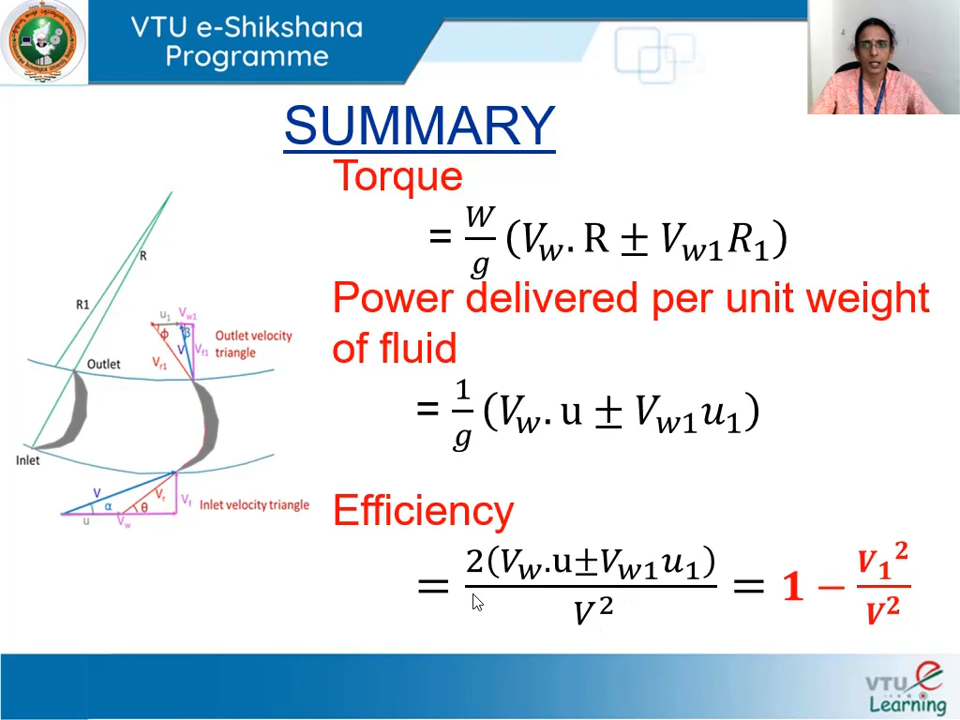 VTU e-Shikshana
Programme
SUMMARY
Torque
= W/g (V_w. R ± V_w1 R_1)
Power delivered per unit weight
of fluid
= 1/g (V_w. u ± V_w1 u_1)
Efficiency
= 2(V_w.u±V_w1 u_1) / V² = 1 − V_1² / V²
R
R1
u_1 V_w1
ϕ β
V V_f1
V_r1
Outlet velocity
triangle
Outlet
Inlet
V V_r V_f
α θ
u V_w
Inlet velocity triangle
VTU e
Learning